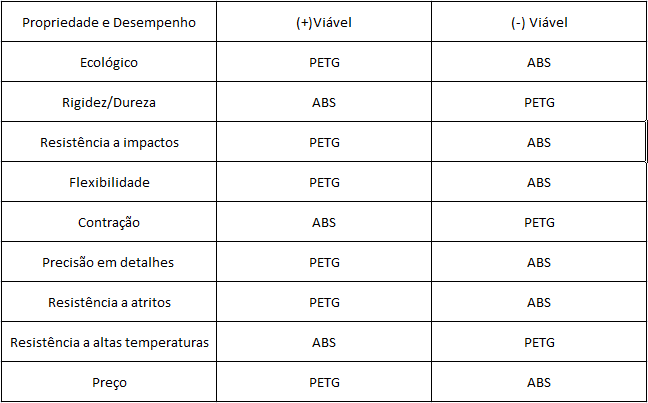 Propriedade e Desempenho (+)Viável (-) Viável
Ecológico PETG ABS
Rigidez/Dureza ABS PETG
Resistência a impactos PETG ABS
Flexibilidade PETG ABS
Contração ABS PETG
Precisão em detalhes PETG ABS
Resistência a atritos PETG ABS
Resistência a altas temperaturas ABS PETG
Preço PETG ABS